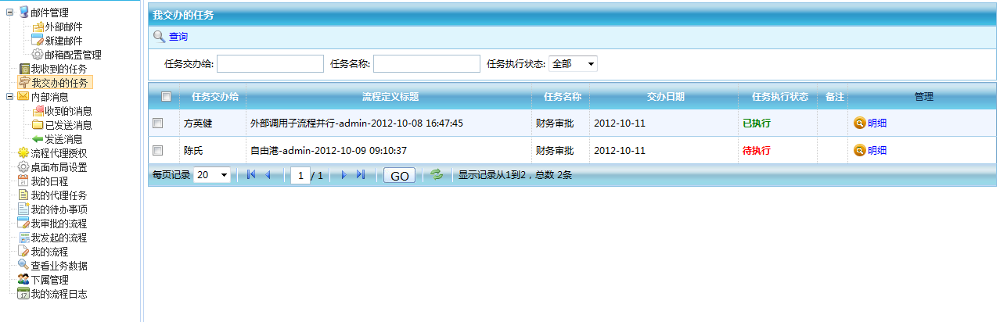 邮件管理
外部邮件
新建邮件
邮箱配置管理
我收到的任务
我交办的任务
内部消息
收到的消息
已发送消息
发送消息
流程代理授权
桌面布局设置
我的日程
我的代理任务
我的待办事项
我审批的流程
我发起的流程
我的流程
查看业务数据
下属管理
我的流程日志
我交办的任务
查询
任务交办给: 任务名称: 任务执行状态: 全部
任务交办给 流程定义标题 任务名称 交办日期 任务执行状态 备注 管理
方英健 外部调用子流程并行-admin-2012-10-08 16:47:45 财务审批 2012-10-11 已执行 明细
陈氏 自由港-admin-2012-10-09 09:10:37 财务审批 2012-10-11 待执行 明细
每页记录 20 1 / 1 GO 显示记录从1到2，总数 2条